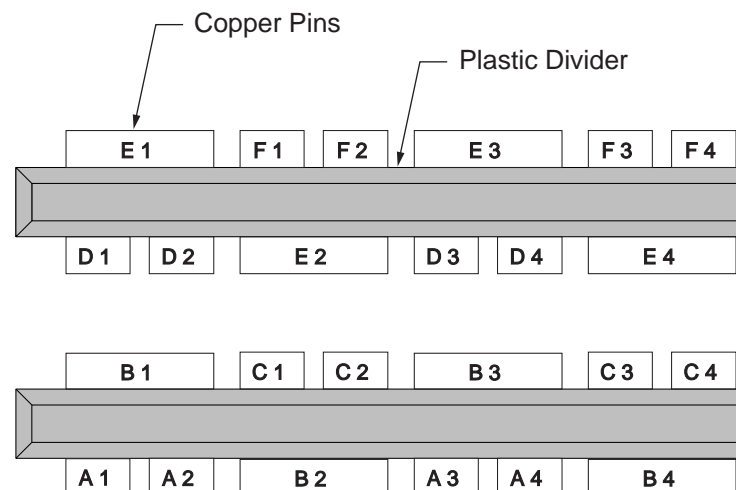 Copper Pins
Plastic Divider
E1 F1 F2 E3 F3 F4
D1 D2 E2 D3 D4 E4
B1 C1 C2 B3 C3 C4
A1 A2 B2 A3 A4 B4